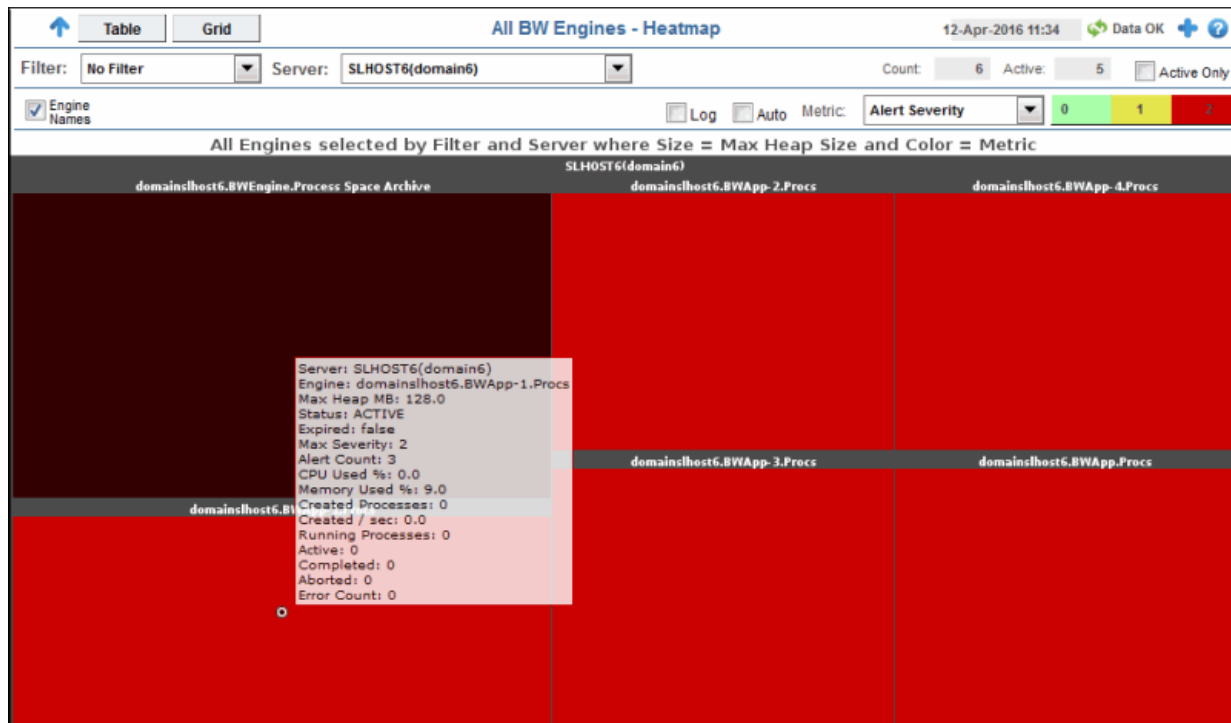 Table Grid All BW Engines - Heatmap 12-Apr-2016 11:34 Data OK
Filter: No Filter Server: SLHOST6(domain6) Count: 6 Active: 5 Active Only
Engine
Names
Log Auto Metric: Alert Severity 0 1 2
All Engines selected by Filter and Server where Size = Max Heap Size and Color = Metric
SLHOST6(domain6)
domainslhost6.BWEngine.Process Space Archive domainslhost6.BWApp-2.Procs domainslhost6.BWApp-4.Procs
Server: SLHOST6(domain6)
Engine: domainslhost6.BWApp-1.Procs
Max Heap MB: 128.0
Status: ACTIVE
Expired: false
Max Severity: 2
Alert Count: 3
CPU Used %: 0.0
Memory Used %: 9.0
Created Processes: 0
Created / sec: 0.0
Running Processes: 0
Active: 0
Completed: 0
Aborted: 0
Error Count: 0
domainslhost6.BWApp-3.Procs domainslhost6.BWApp.Procs